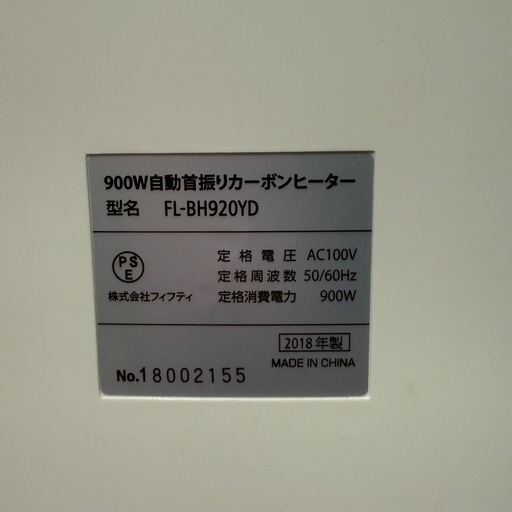 900W自動首振りカーボンヒーター
型名 FL-BH920YD
PS
E
株式会社フィフティ
定格電圧 AC100V
定格周波数 50/60Hz
定格消費電力 900W
2018年製
MADE IN CHINA
No.18002155